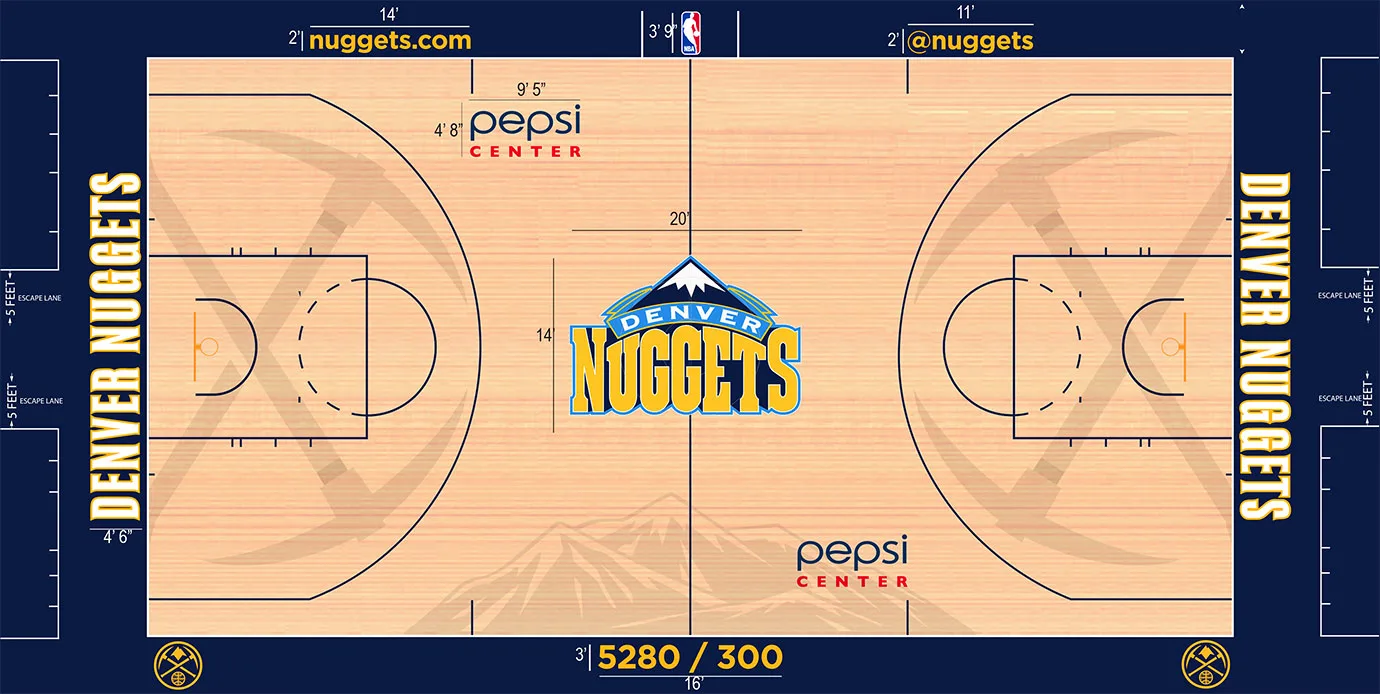 14'
2' nuggets.com
3' 9"
NBA
11'
2' @nuggets
9' 5"
4' 8" pepsi
CENTER
20'
14'
DENVER
NUGGETS
DENVER NUGGETS
4' 6"
5 FEET
ESCAPE LANE
5 FEET
ESCAPE LANE
DENVER NUGGETS
ESCAPE LANE
5 FEET
ESCAPE LANE
5 FEET
pepsi
CENTER
3' 5280 / 300
16'